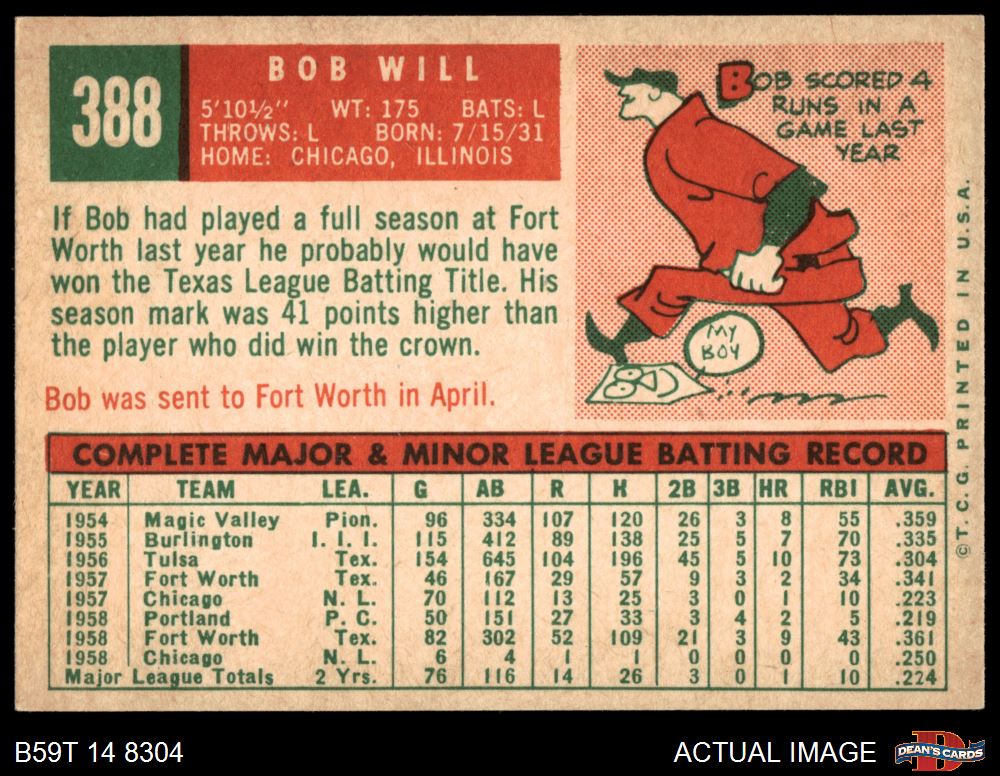 388
BOB WILL
5'10½" WT: 175 BATS: L
THROWS: L BORN: 7/15/31
HOME: CHICAGO, ILLINOIS
BOB SCORED 4
RUNS IN A
GAME LAST
YEAR
If Bob had played a full season at Fort
Worth last year he probably would have
won the Texas League Batting Title. His
season mark was 41 points higher than
the player who did win the crown.
Bob was sent to Fort Worth in April.
MY
BOY
COMPLETE MAJOR & MINOR LEAGUE BATTING RECORD
YEAR TEAM LEA. G AB R H 2B 3B HR RBI AVG.
1954 Magic Valley Pion. 96 334 107 120 26 3 8 55 .359
1955 Burlington I. I. I. 115 412 89 138 25 5 7 70 .335
1956 Tulsa Tex. 154 645 104 196 45 5 10 73 .304
1957 Fort Worth Tex. 46 167 29 57 9 3 2 34 .341
1957 Chicago N. L. 70 112 13 25 3 0 1 10 .223
1958 Portland P. C. 50 151 27 33 3 4 2 5 .219
1958 Fort Worth Tex. 82 302 52 109 21 3 9 43 .361
1958 Chicago N. L. 6 4 1 1 0 0 0 0 .250
Major League Totals 2 Yrs. 76 116 14 26 3 0 1 10 .224
©T. C. G. PRINTED IN U.S.A.
B59T 14 8304
ACTUAL IMAGE
DEAN'S CARDS